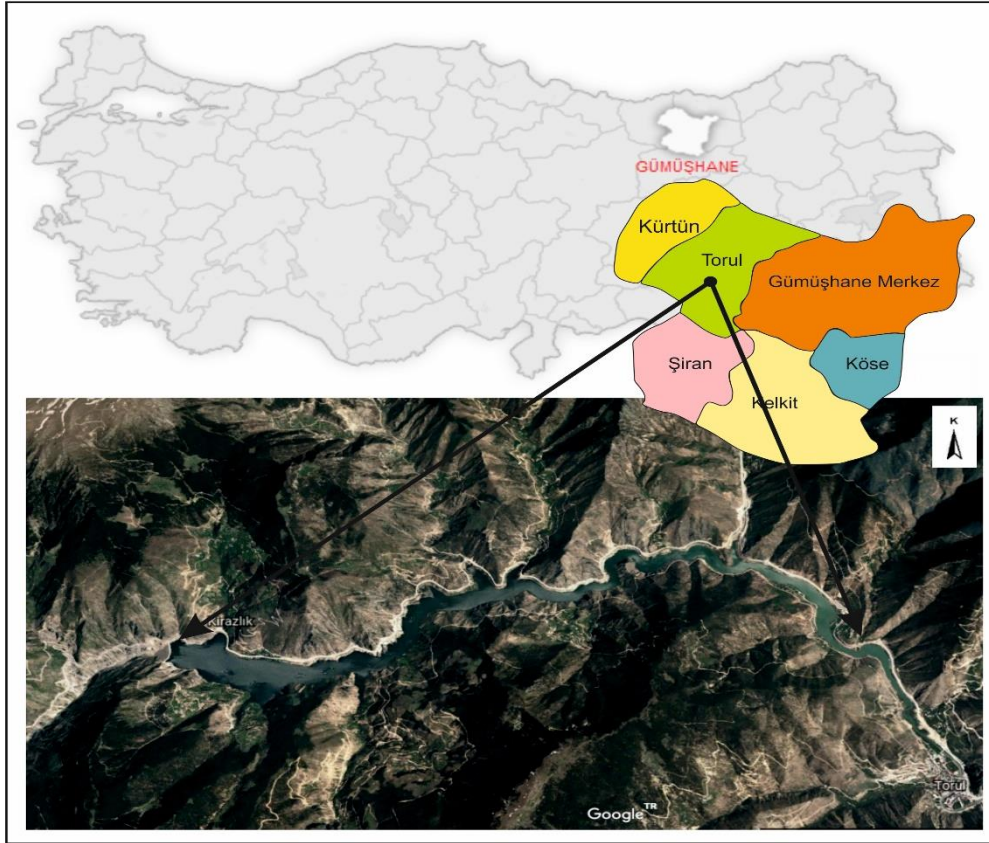 GÜMÜŞHANE
Kürtün
Torul
Gümüşhane Merkez
Şiran
Köse
Kelkit
K
Kirazlık
Torul
Google TR